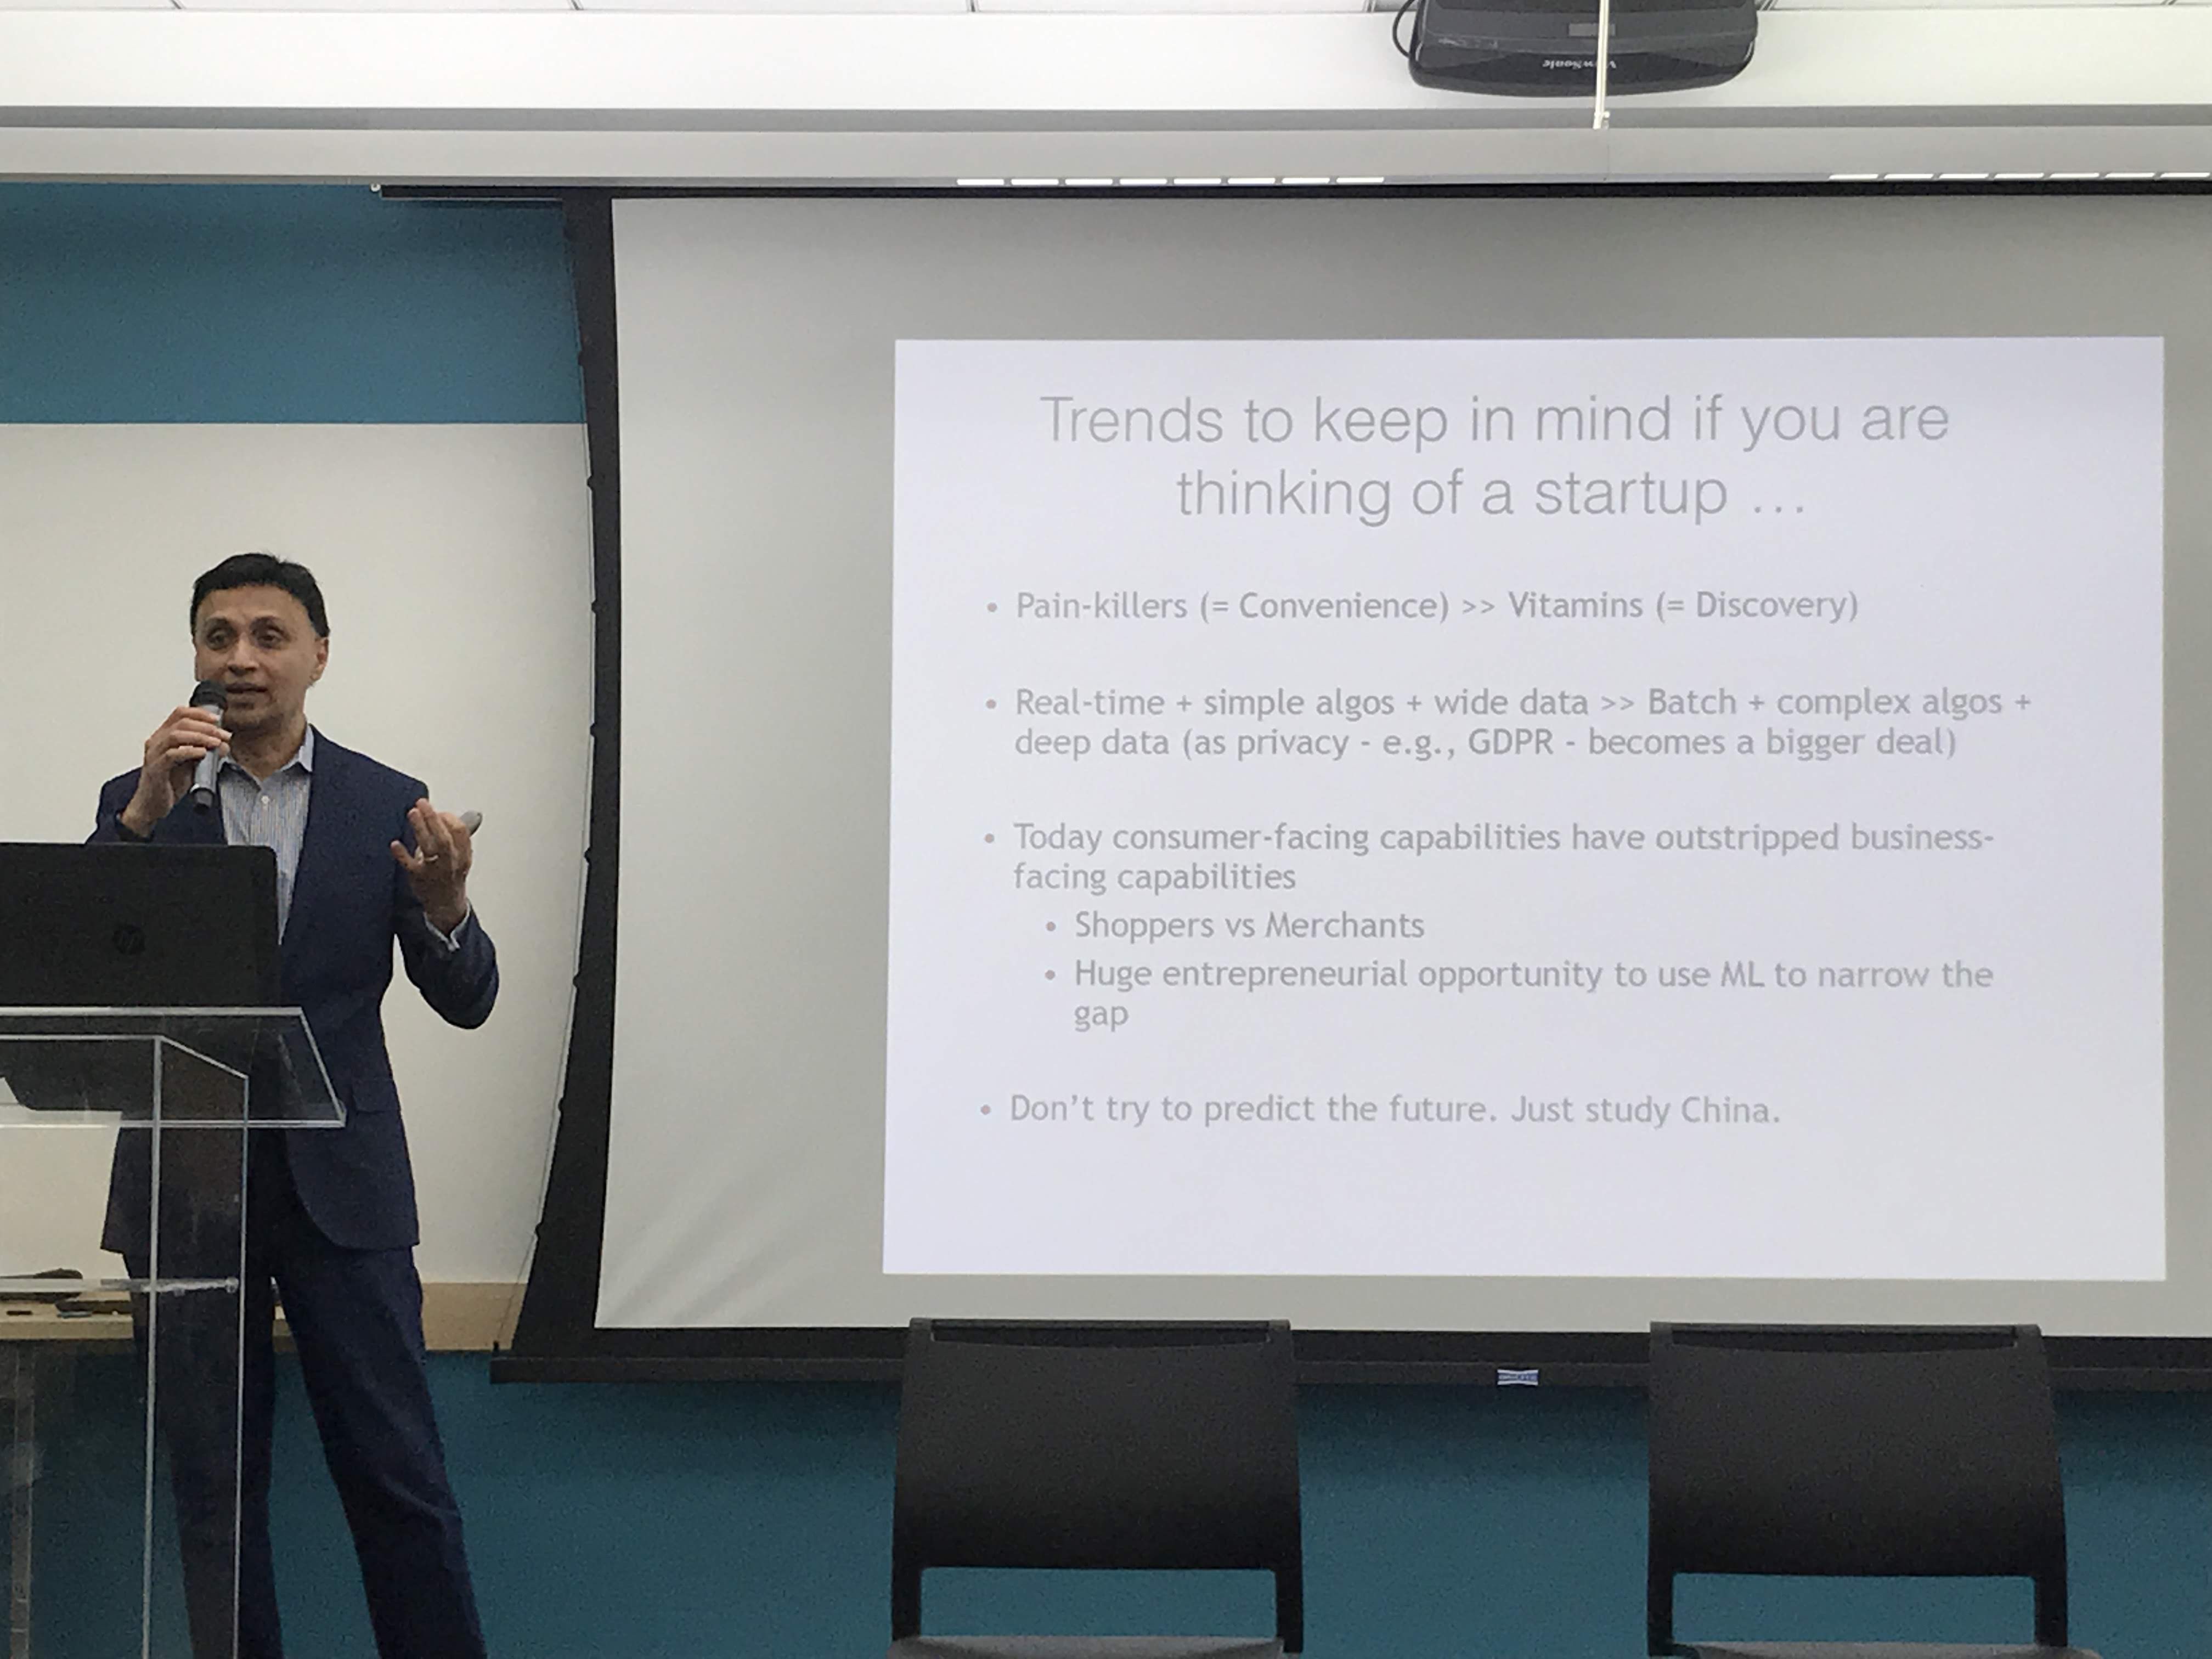 ViewSonic
Trends to keep in mind if you are
thinking of a startup ...
• Pain-killers (= Convenience) >> Vitamins (= Discovery)
• Real-time + simple algos + wide data >> Batch + complex algos +
deep data (as privacy - e.g., GDPR - becomes a bigger deal)
• Today consumer-facing capabilities have outstripped business-
facing capabilities
• Shoppers vs Merchants
• Huge entrepreneurial opportunity to use ML to narrow the
gap
• Don't try to predict the future. Just study China.
hp